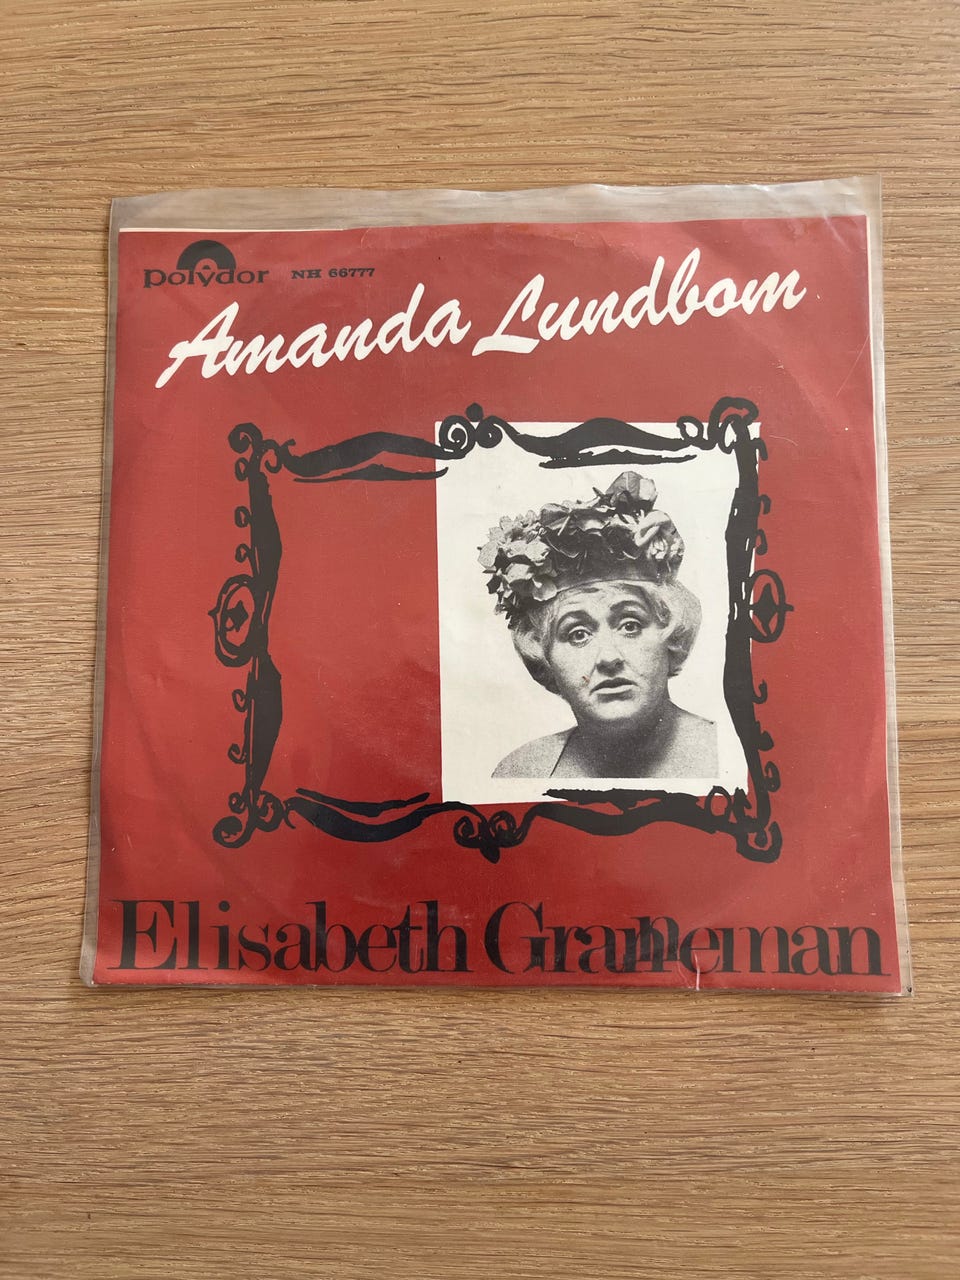 polydor NH 66777
Amanda Lundbom
Elisabeth Granneman